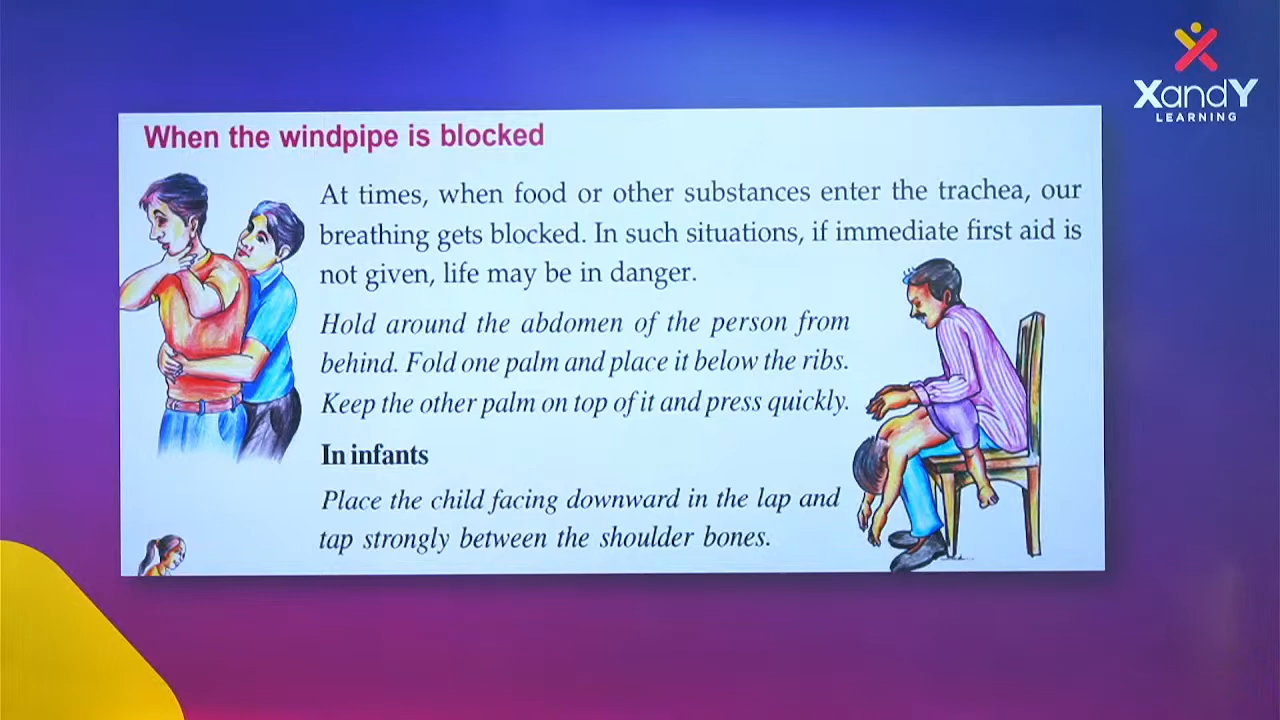 XandY
LEARNING
When the windpipe is blocked
At times, when food or other substances enter the trachea, our
breathing gets blocked. In such situations, if immediate first aid is
not given, life may be in danger.
Hold around the abdomen of the person from
behind. Fold one palm and place it below the ribs.
Keep the other palm on top of it and press quickly.
In infants
Place the child facing downward in the lap and
tap strongly between the shoulder bones.